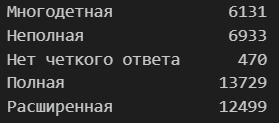 Многодетная 6131
Неполная 6933
Нет четкого ответа 470
Полная 13729
Расширенная 12499